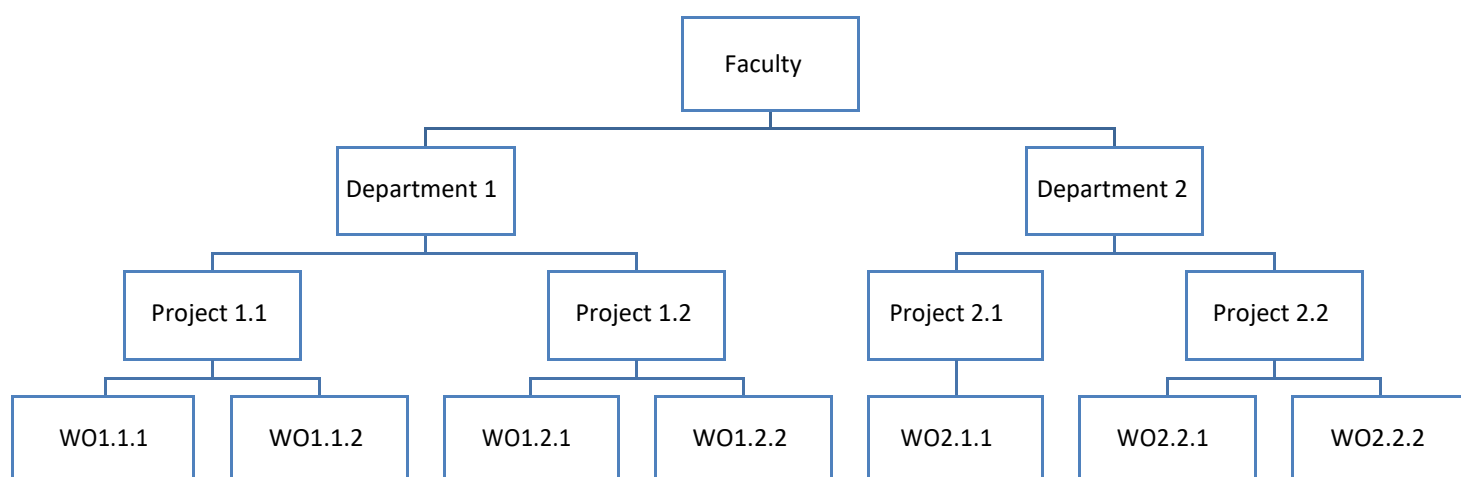 Faculty
Department 1
Department 2
Project 1.1
Project 1.2
Project 2.1
Project 2.2
WO1.1.1
WO1.1.2
WO1.2.1
WO1.2.2
WO2.1.1
WO2.2.1
WO2.2.2